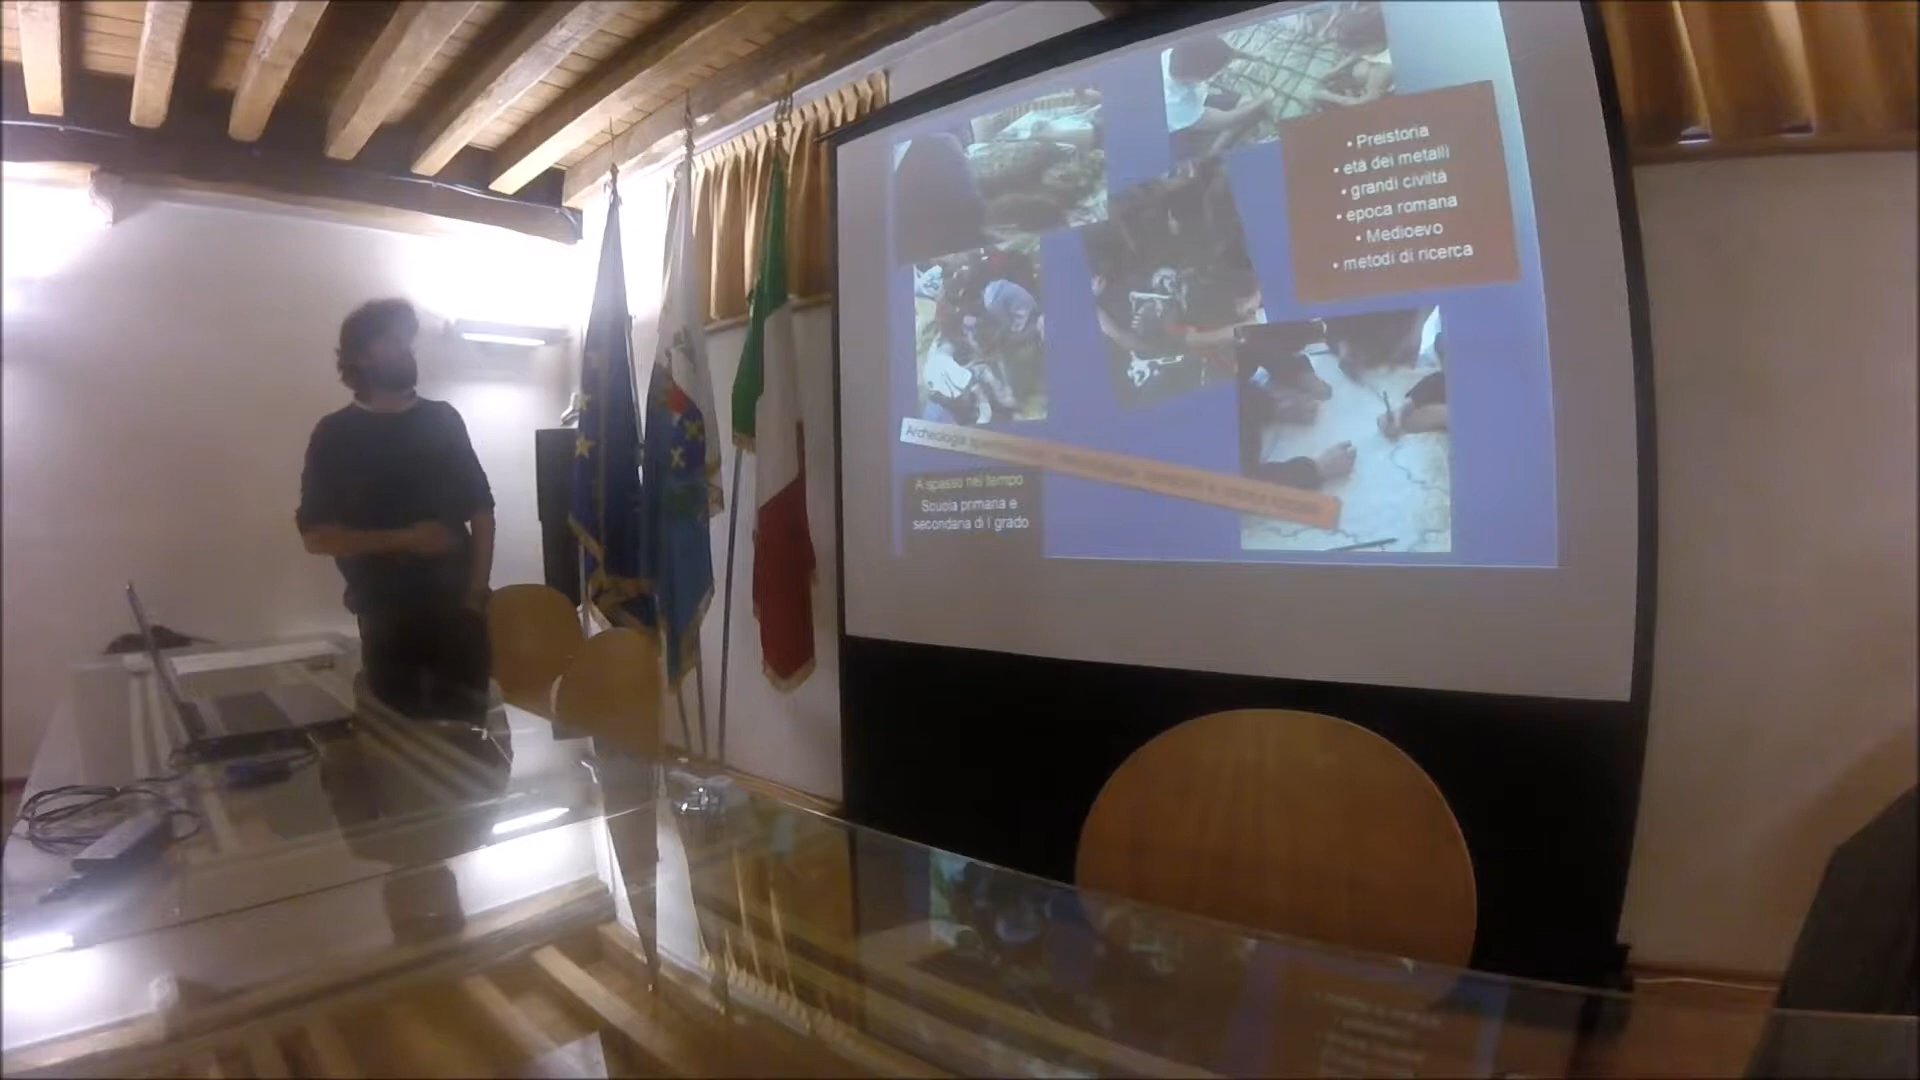 • Preistoria
• età dei metalli
• grandi civiltà
• epoca romana
• Medioevo
• metodi di ricerca
Archeologia
A spasso nel tempo
Scuola primaria e
secondaria di I grado